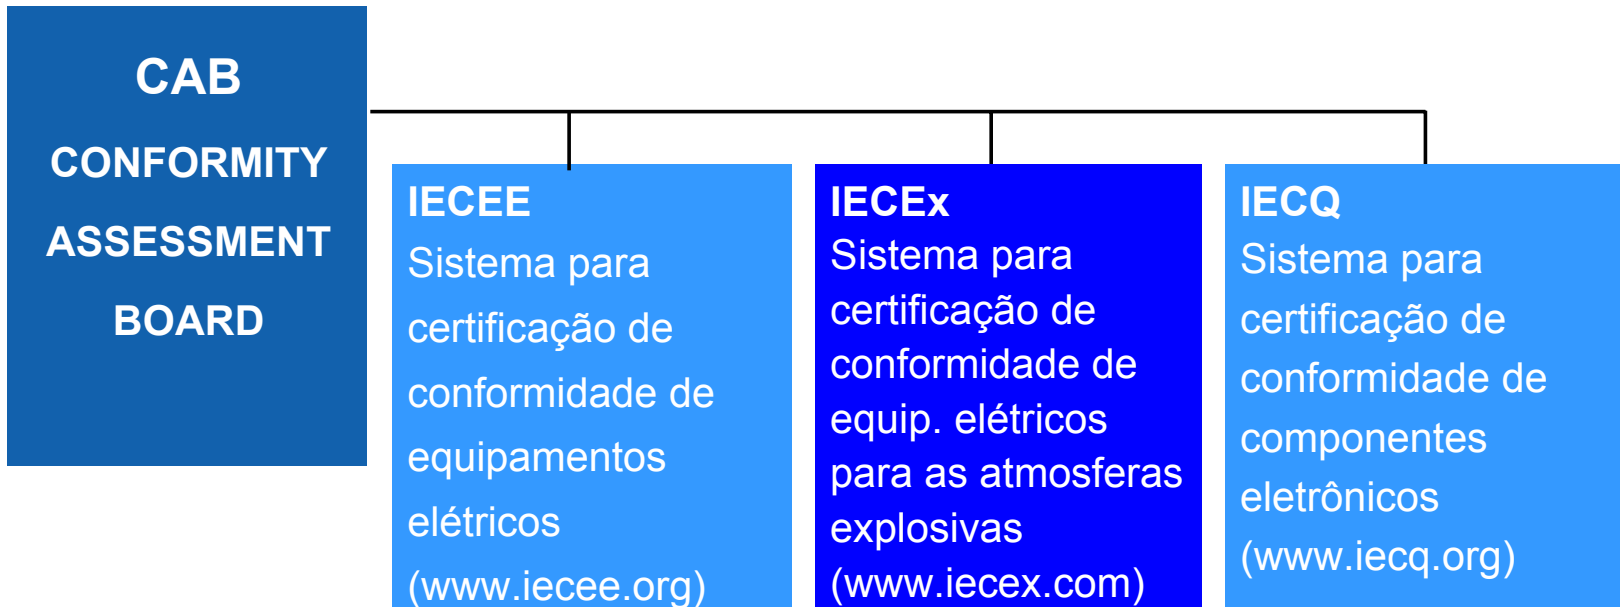 CAB
CONFORMITY
ASSESSMENT
BOARD
IECEE
Sistema para
certificação de
conformidade de
equipamentos
elétricos
(www.iecee.org)
IECEx
Sistema para
certificação de
conformidade de
equip. elétricos
para as atmosferas
explosivas
(www.iecex.com)
IECQ
Sistema para
certificação de
conformidade de
componentes
eletrônicos
(www.iecq.org)